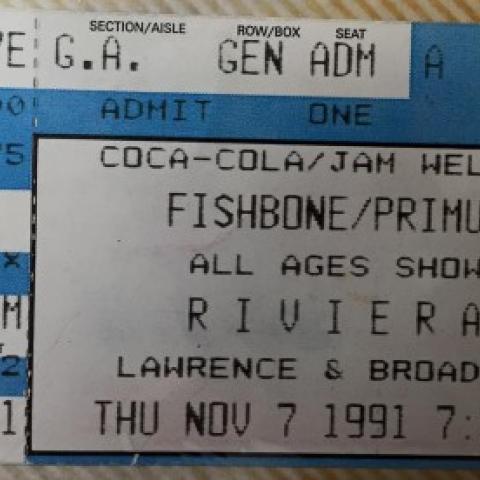 SECTION/AISLE ROW/BOX SEAT
G.A. GEN ADM A
ADMIT ONE
COCA-COLA/JAM WEL
FISHBONE/PRIMU
ALL AGES SHOW
RIVIERA
LAWRENCE & BROAD
THU NOV 7 1991 7: